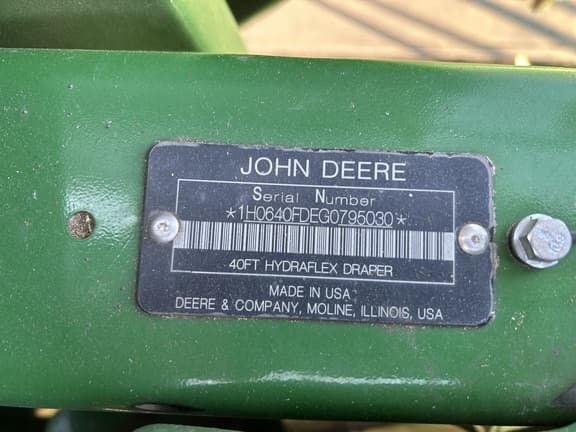 JOHN DEERE
Serial Number
*1H0640FDEG0795030*
40FT HYDRAFLEX DRAPER
MADE IN USA
DEERE & COMPANY, MOLINE, ILLINOIS, USA